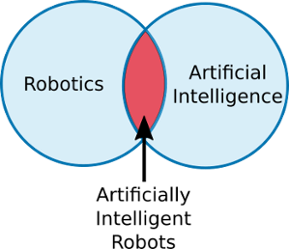 Robotics
Artificial
Intelligence
Artificially
Intelligent
Robots